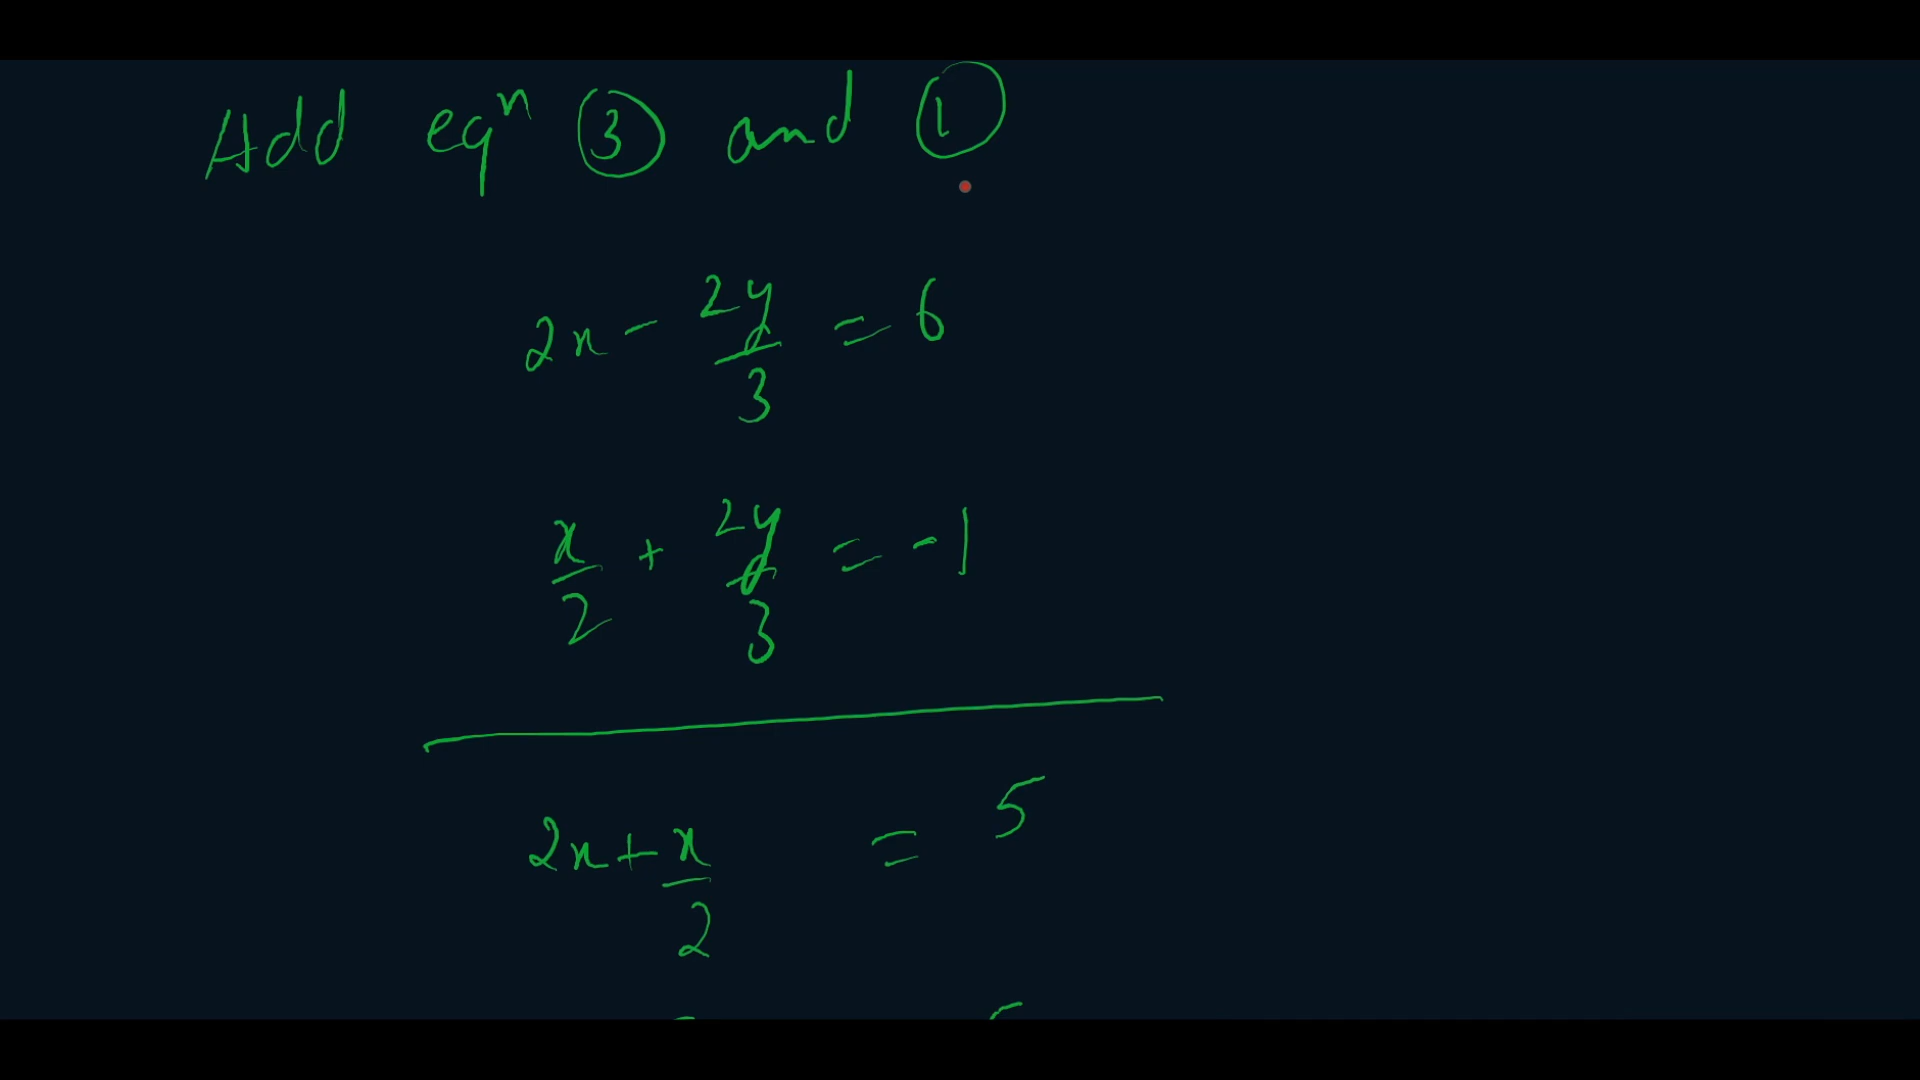 Add eqⁿ ③ and ①
2x - 2y/3 = 6
x/2 + 2y/3 = -1
2x + x/2 = 5